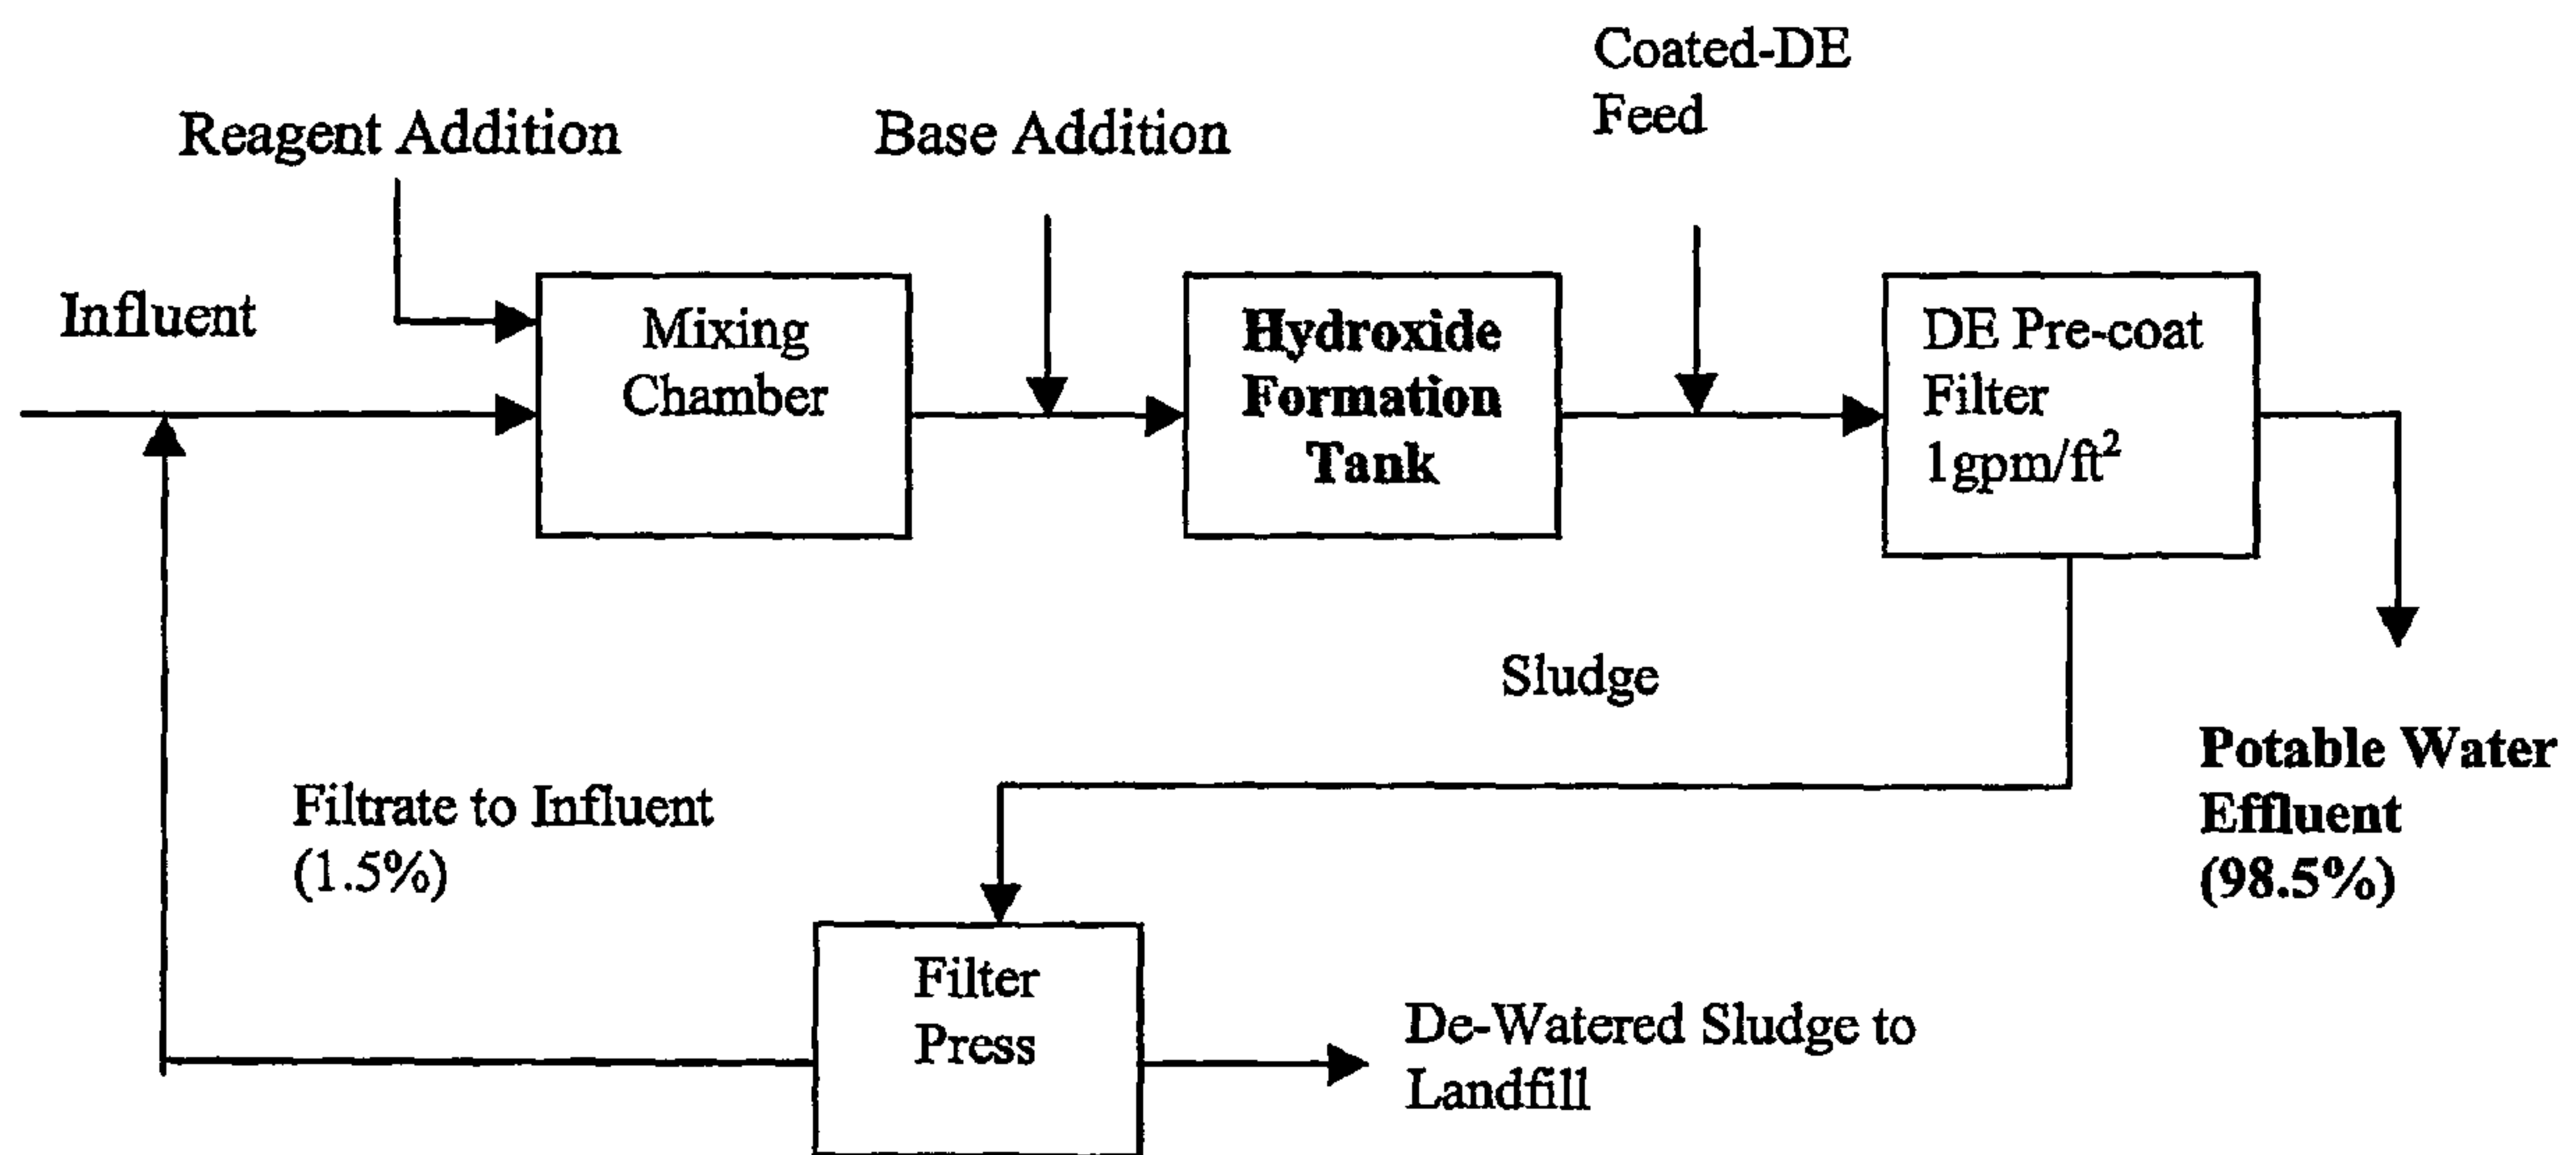 Coated-DE
Feed
Reagent Addition
Base Addition
Influent
Mixing
Chamber
Hydroxide
Formation
Tank
DE Pre-coat
Filter
1gpm/ft²
Sludge
Potable Water
Effluent
(98.5%)
Filtrate to Influent
(1.5%)
Filter
Press
De-Watered Sludge to
Landfill